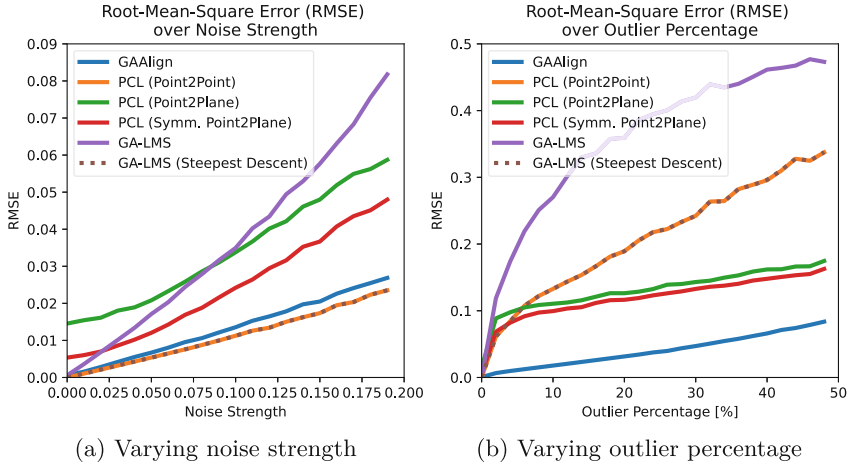 Root-Mean-Square Error (RMSE)
over Noise Strength
0.09
0.08
0.07
0.06
0.05
0.04
0.03
0.02
0.01
0.00
RMSE
GAAlign
PCL (Point2Point)
PCL (Point2Plane)
PCL (Symm. Point2Plane)
GA-LMS
GA-LMS (Steepest Descent)
0.000 0.025 0.050 0.075 0.100 0.125 0.150 0.175 0.200
Noise Strength
(a) Varying noise strength
Root-Mean-Square Error (RMSE)
over Outlier Percentage
0.5
0.4
0.3
0.2
0.1
0.0
RMSE
GAAlign
PCL (Point2Point)
PCL (Point2Plane)
PCL (Symm. Point2Plane)
GA-LMS
GA-LMS (Steepest Descent)
0 10 20 30 40 50
Outlier Percentage [%]
(b) Varying outlier percentage